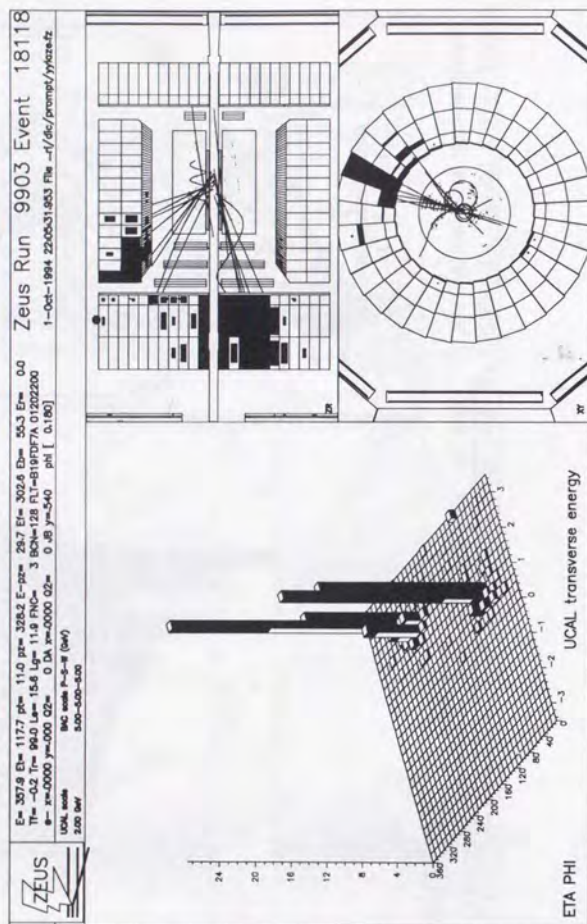 ZEUS
E= 357.9 Et= 117.7 pt= 11.0 pz= 328.2 E-pz= 29.7 Ef= 302.6 Eb= 55.3 Er= 0.0
Tf= -0.2 Tr= 99.0 La= 15.6 Lg= 11.9 FNC= 3 BCN=128 FLT=B19FDF7A 01202200
e- x=.0000 y=.000 Q2= 0 DA x=.0000 Q2= 0 JB y=.540 phi [ 0.180]
Zeus Run 9903 Event 18118
1-Oct-1994 22:05:31.953 File
UCAL scale
2.00 GeV
BAC scale P-S-W (GeV)
5.00-5.00-5.00
ZR
XY
28
24
20
16
12
8
4
0
360
320
280
240
200
160
120
80
40
0
-3
-2
-1
0
1
2
3
ETA PHI
UCAL transverse energy